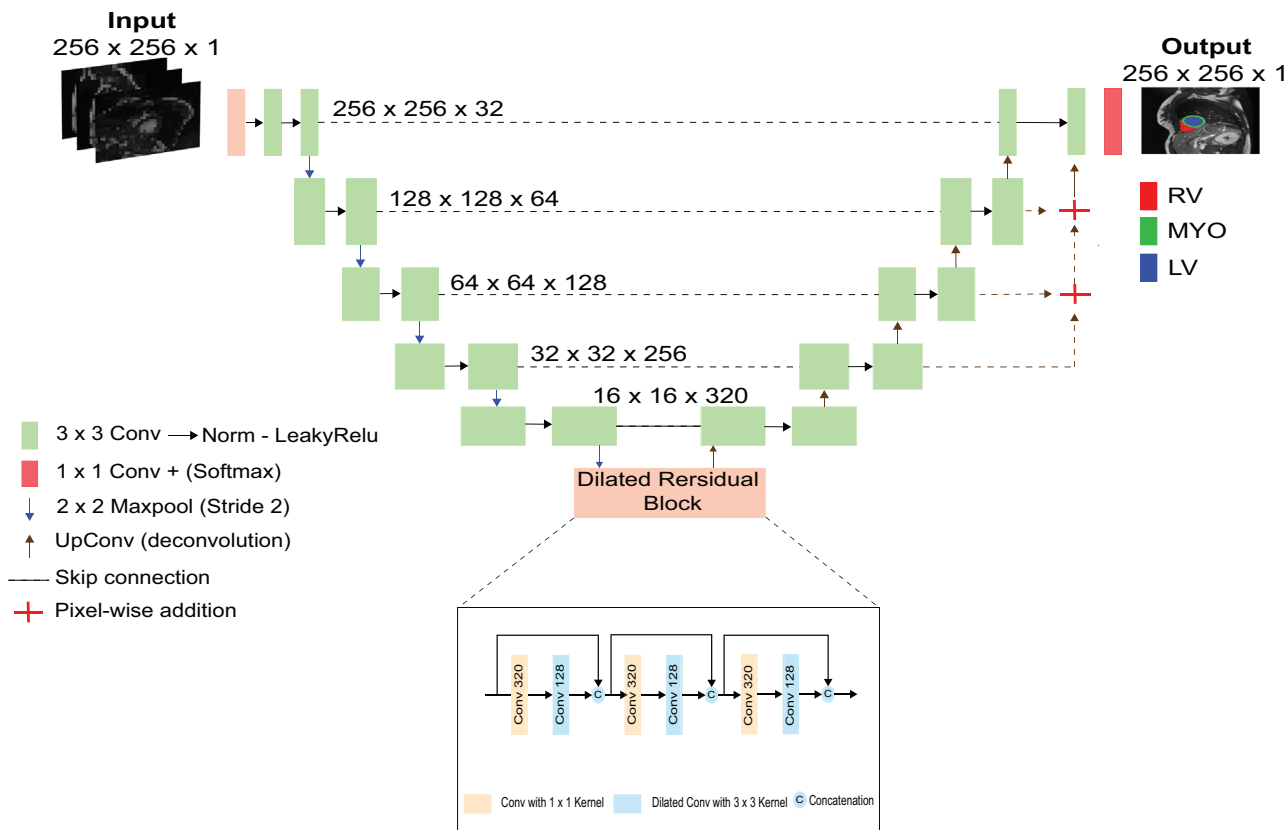 Input
256 x 256 x 1
Output
256 x 256 x 1
256 x 256 x 32
128 x 128 x 64
64 x 64 x 128
32 x 32 x 256
16 x 16 x 320
RV
MYO
LV
3 x 3 Conv
Norm - LeakyRelu
1 x 1 Conv + (Softmax)
2 x 2 Maxpool (Stride 2)
UpConv (deconvolution)
Skip connection
Pixel-wise addition
Dilated Rersidual
Block
Conv 320
Conv 128
C
Conv 320
Conv 128
C
Conv 320
Conv 128
C
Conv with 1 x 1 Kernel
Dilated Conv with 3 x 3 Kernel
C Concatenation